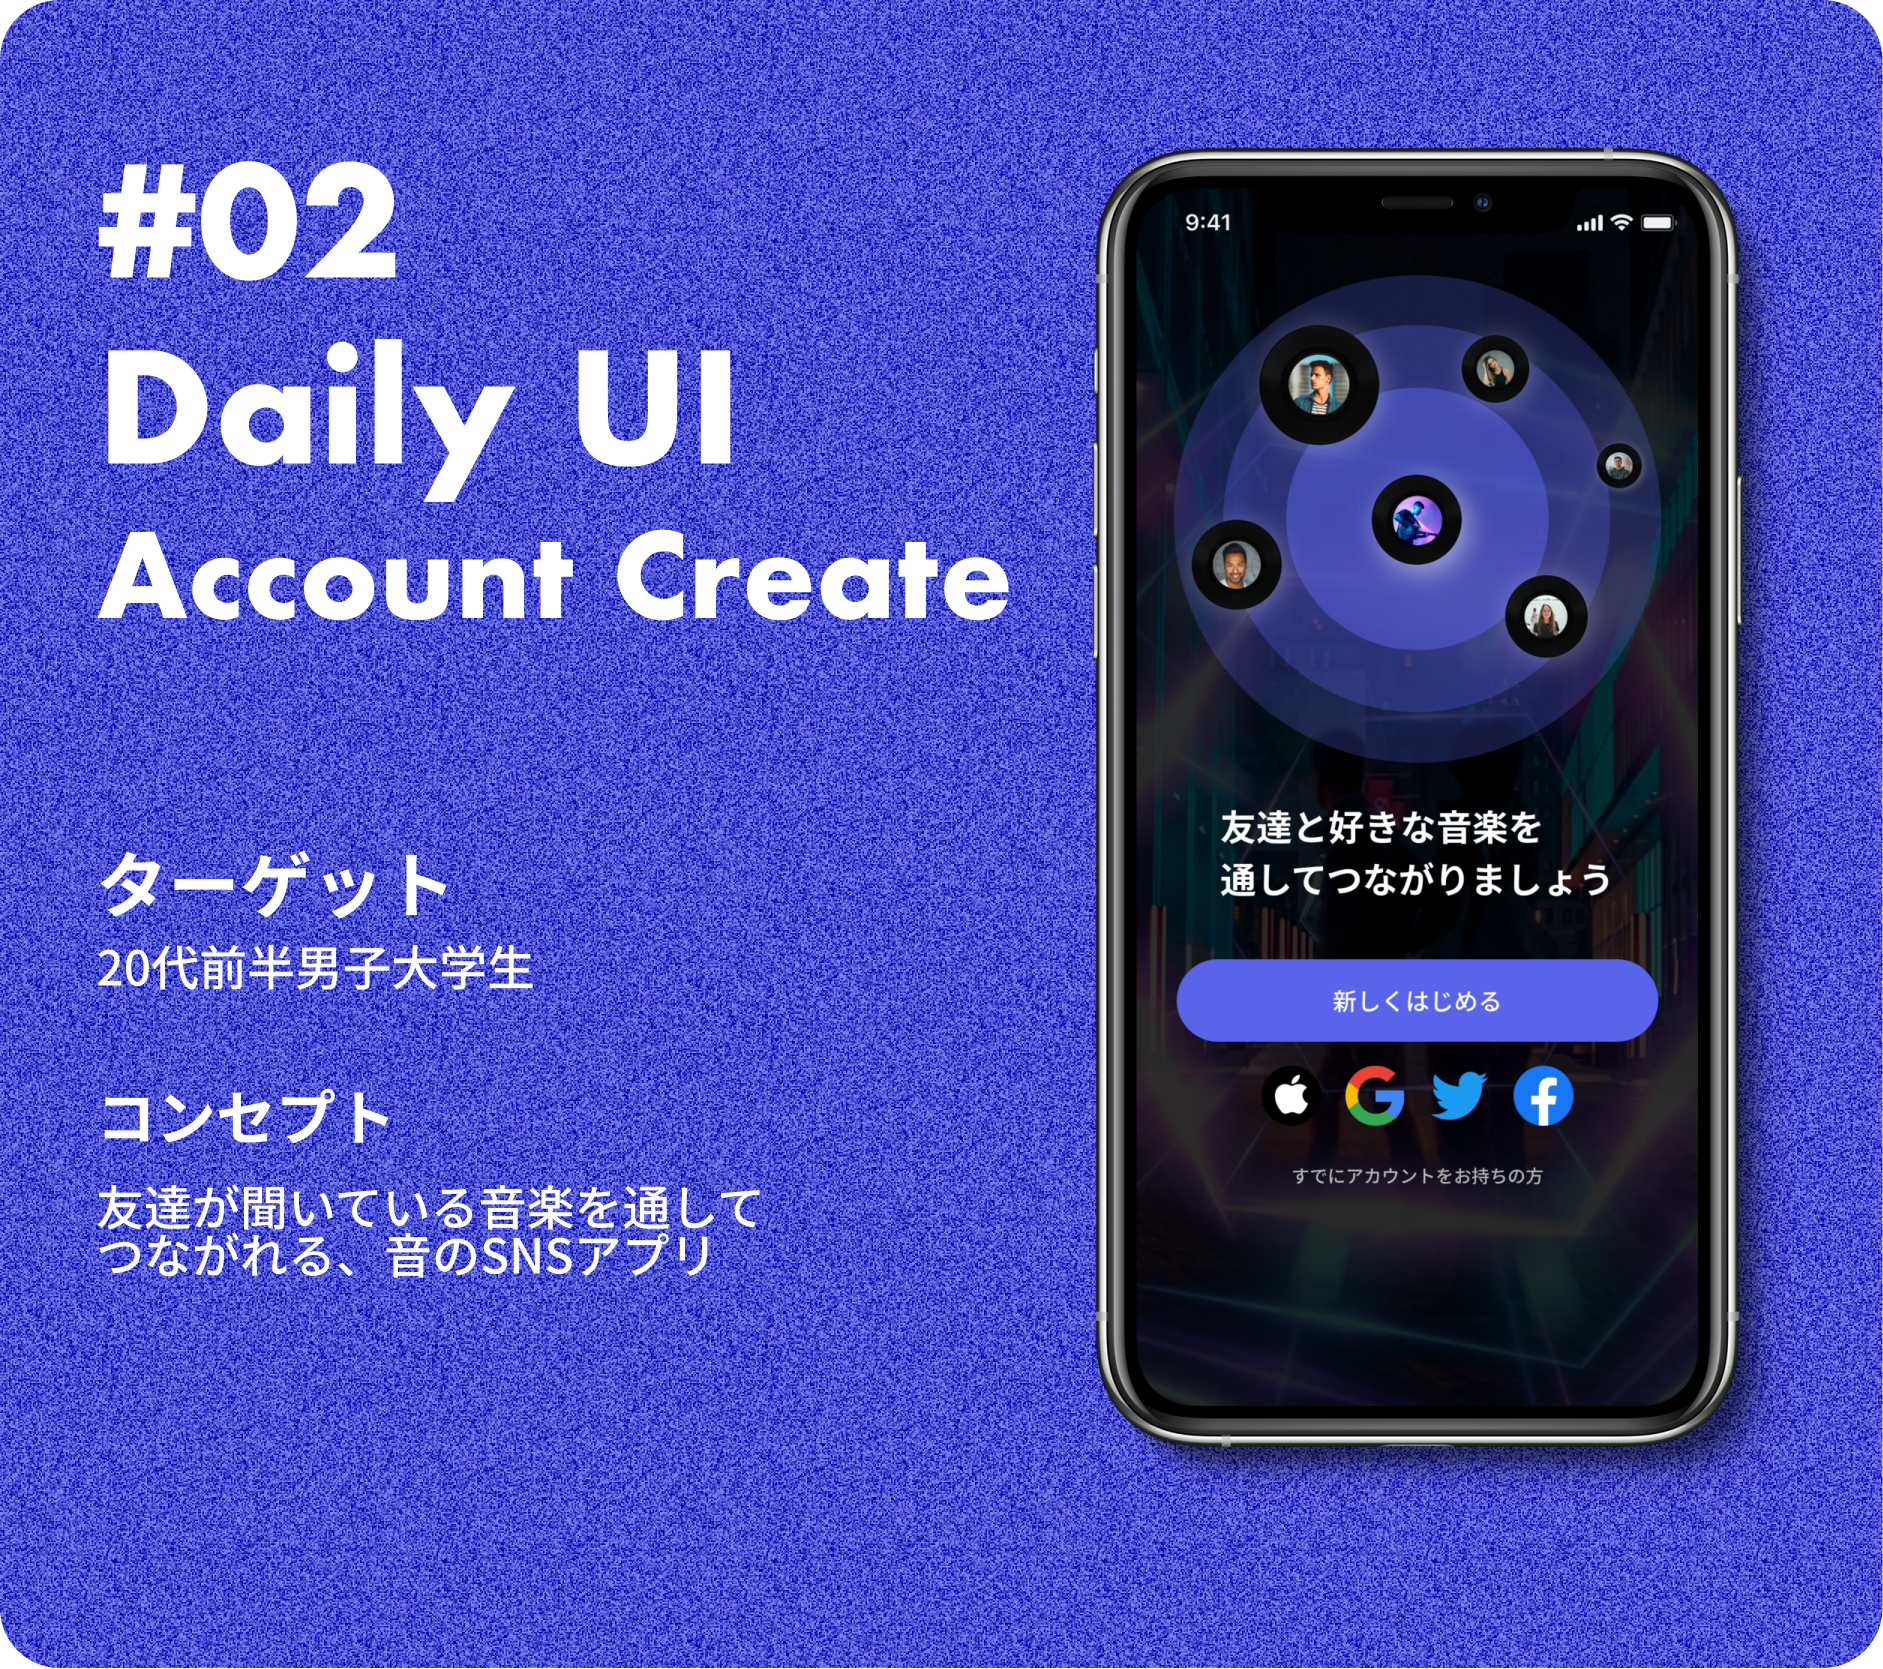 #02
Daily UI
Account Create
ターゲット
20代前半男子大学生
コンセプト
友達が聞いている音楽を通して
つながれる、音のSNSアプリ
9:41
友達と好きな音楽を
通してつながりましょう
新しくはじめる
すでにアカウントをお持ちの方